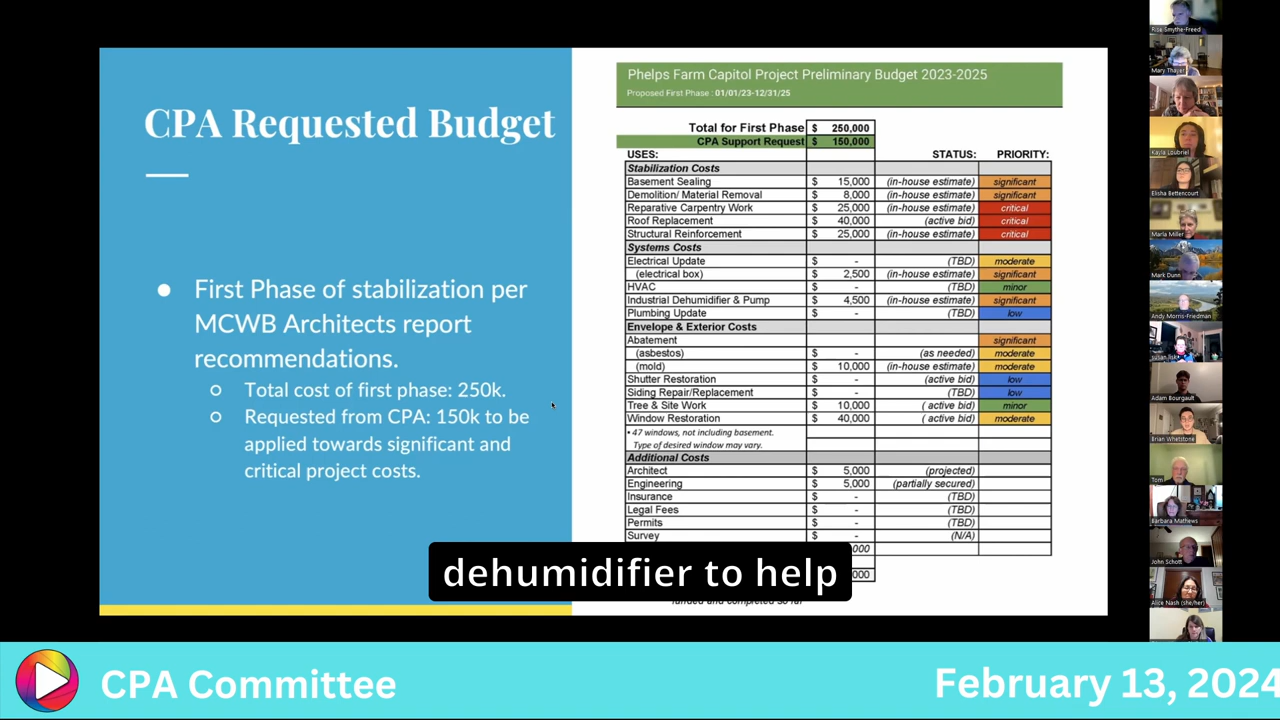 CPA Requested Budget
● First Phase of stabilization per
MCWB Architects report
recommendations.
○ Total cost of first phase: 250k.
○ Requested from CPA: 150k to be
applied towards significant and
critical project costs.
Phelps Farm Capitol Project Preliminary Budget 2023-2025
Proposed First Phase : 01/01/23-12/31/25
Total for First Phase $ 250,000
CPA Support Request $ 150,000
USES: STATUS: PRIORITY:
Stabilization Costs
Basement Sealing $ 15,000 (in-house estimate) significant
Demolition/ Material Removal $ 8,000 (in-house estimate) significant
Reparative Carpentry Work $ 25,000 (in-house estimate) critical
Roof Replacement $ 40,000 (active bid) critical
Structural Reinforcement $ 25,000 (in-house estimate) critical
Systems Costs
Electrical Update $ - (TBD) moderate
(electrical box) $ 2,500 (in-house estimate) significant
HVAC $ - (TBD) minor
Industrial Dehumidifier & Pump $ 4,500 (in-house estimate) significant
Plumbing Update $ - (TBD) low
Envelope & Exterior Costs
Abatement significant
(asbestos) $ - (as needed) moderate
(mold) $ 10,000 (in-house estimate) moderate
Shutter Restoration $ - (active bid) low
Siding Repair/Replacement $ - (TBD) low
Tree & Site Work $ 10,000 ( active bid) minor
Window Restoration $ 40,000 ( active bid) moderate
• 47 windows, not including basement.
Type of desired window may vary.
Additional Costs
Architect $ 5,000 (projected)
Engineering $ 5,000 (partially secured)
Insurance $ - (TBD)
Legal Fees $ - (TBD)
Permits $ - (TBD)
Survey $ - (N/A)
dehumidifier to help
Rise Smythe-Freed
Mary Thayer
Kayla Loubriel
Elisha Bettencourt
Marla Miller
Mark Dunn
Andy Morris-Friedman
Adam Bourgault
Brian Whetstone
Tom
Barbara Mathews
John Schott
Alice Nash (she/her)
CPA Committee
February 13, 2024